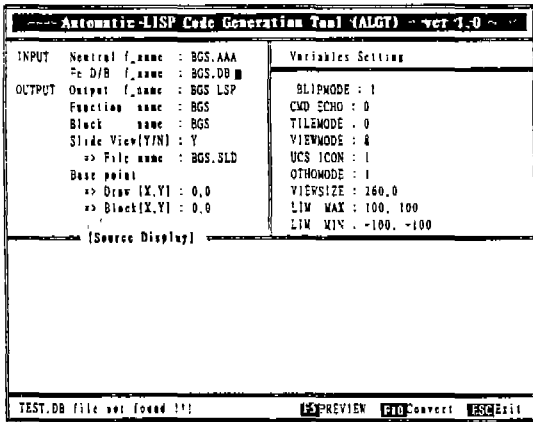 Automatic LISP Code Generation Tool (ALGT) - ver 1.0
INPUT Neutral f_name : BGS.AAA
Fc D/B f_name : BGS.DB
OUTPUT Output f_name : BGS LSP
Function name : BGS
Block name : BGS
Slide View[Y/N] : Y
=> File name : BGS.SLD
Base point
=> Draw [X,Y] : 0,0
=> Block[X,Y] : 0,0
Variables Setting
BLIPMODE : 1
CMD ECHO : 0
TILEMODE . 0
VIEWMODE :
UCS ICON : 1
OTHOMODE : 1
VIEWSIZE : 260.0
LIM MAX : 100, 100
LIM MIN . -100, -100
[Source Display]
TEST.DB file not found !!!
F5 PREVIEW F10 Convert ESC Exit